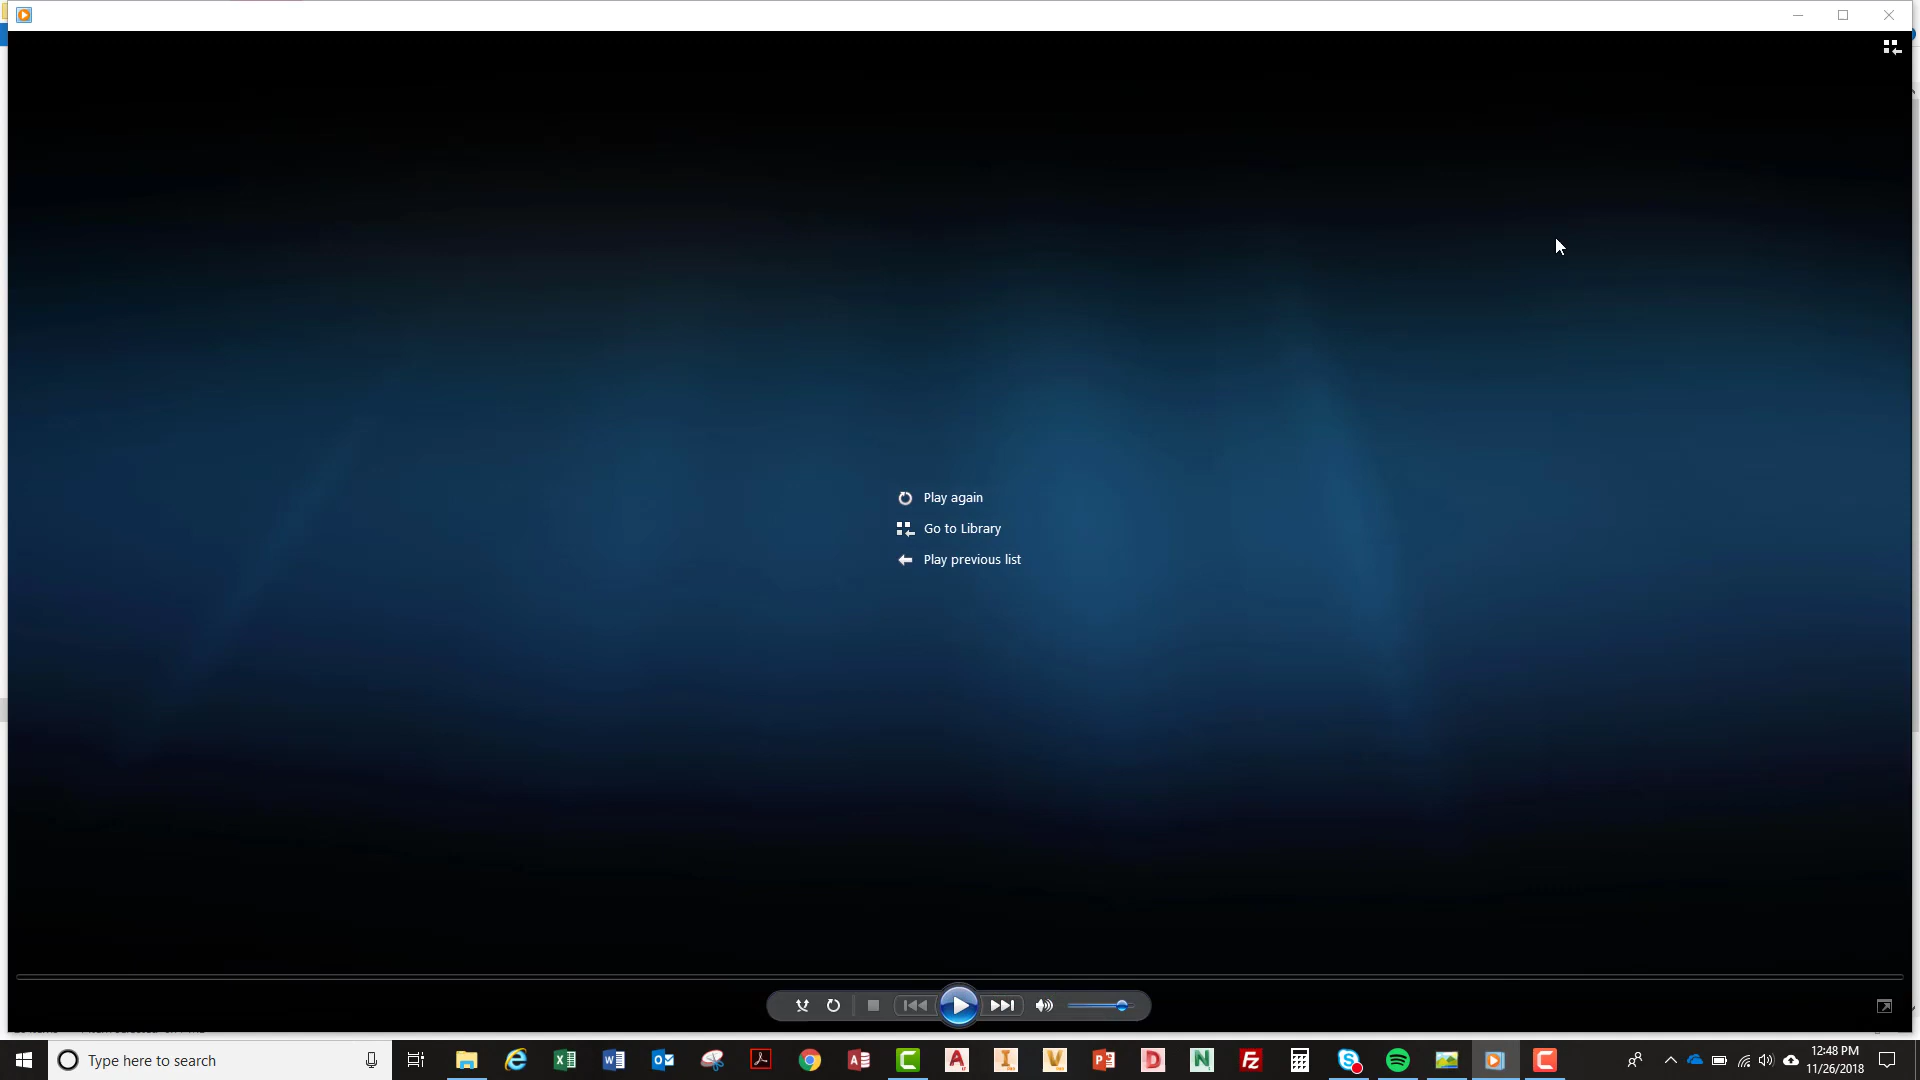 Play again
Go to Library
Play previous list
Type here to search
12:48 PM
11/26/2018